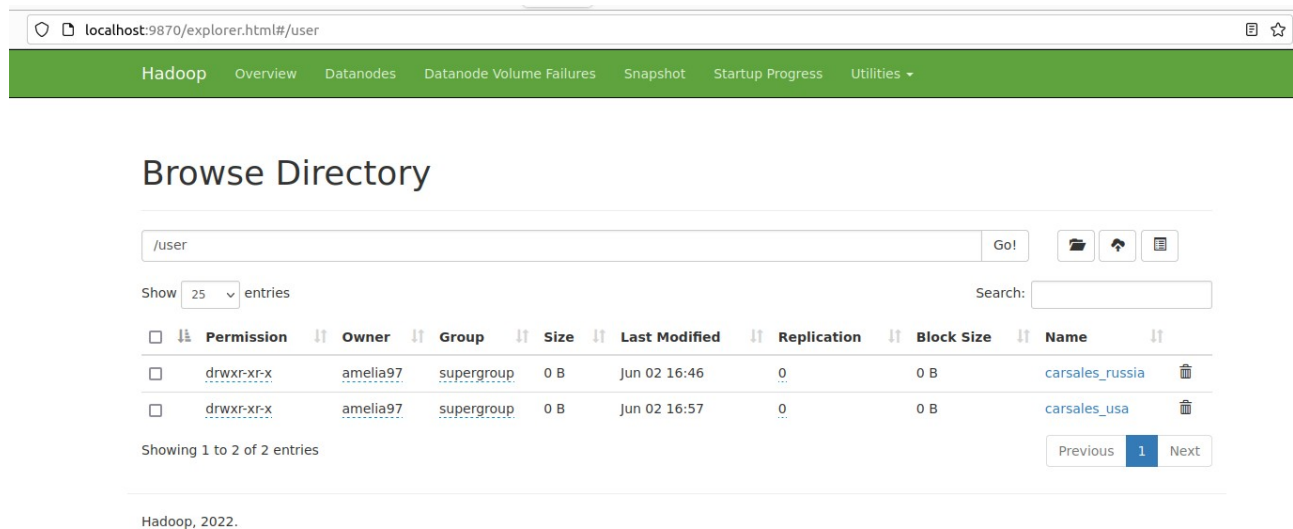 localhost:9870/explorer.html#/user
Hadoop Overview Datanodes Datanode Volume Failures Snapshot Startup Progress Utilities
Browse Directory
/user Go!
Show 25 entries Search:
Permission Owner Group Size Last Modified Replication Block Size Name
drwxr-xr-x amelia97 supergroup 0 B Jun 02 16:46 0 0 B carsales_russia
drwxr-xr-x amelia97 supergroup 0 B Jun 02 16:57 0 0 B carsales_usa
Showing 1 to 2 of 2 entries Previous 1 Next
Hadoop, 2022.